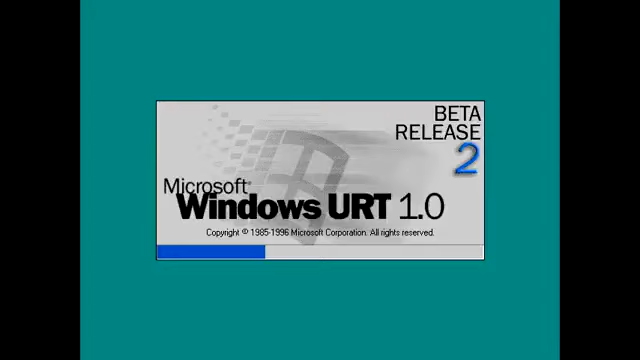 BETA
RELEASE
2
Microsoft
Windows URT 1.0
Copyright © 1985-1996 Microsoft Corporation. All rights reserved.